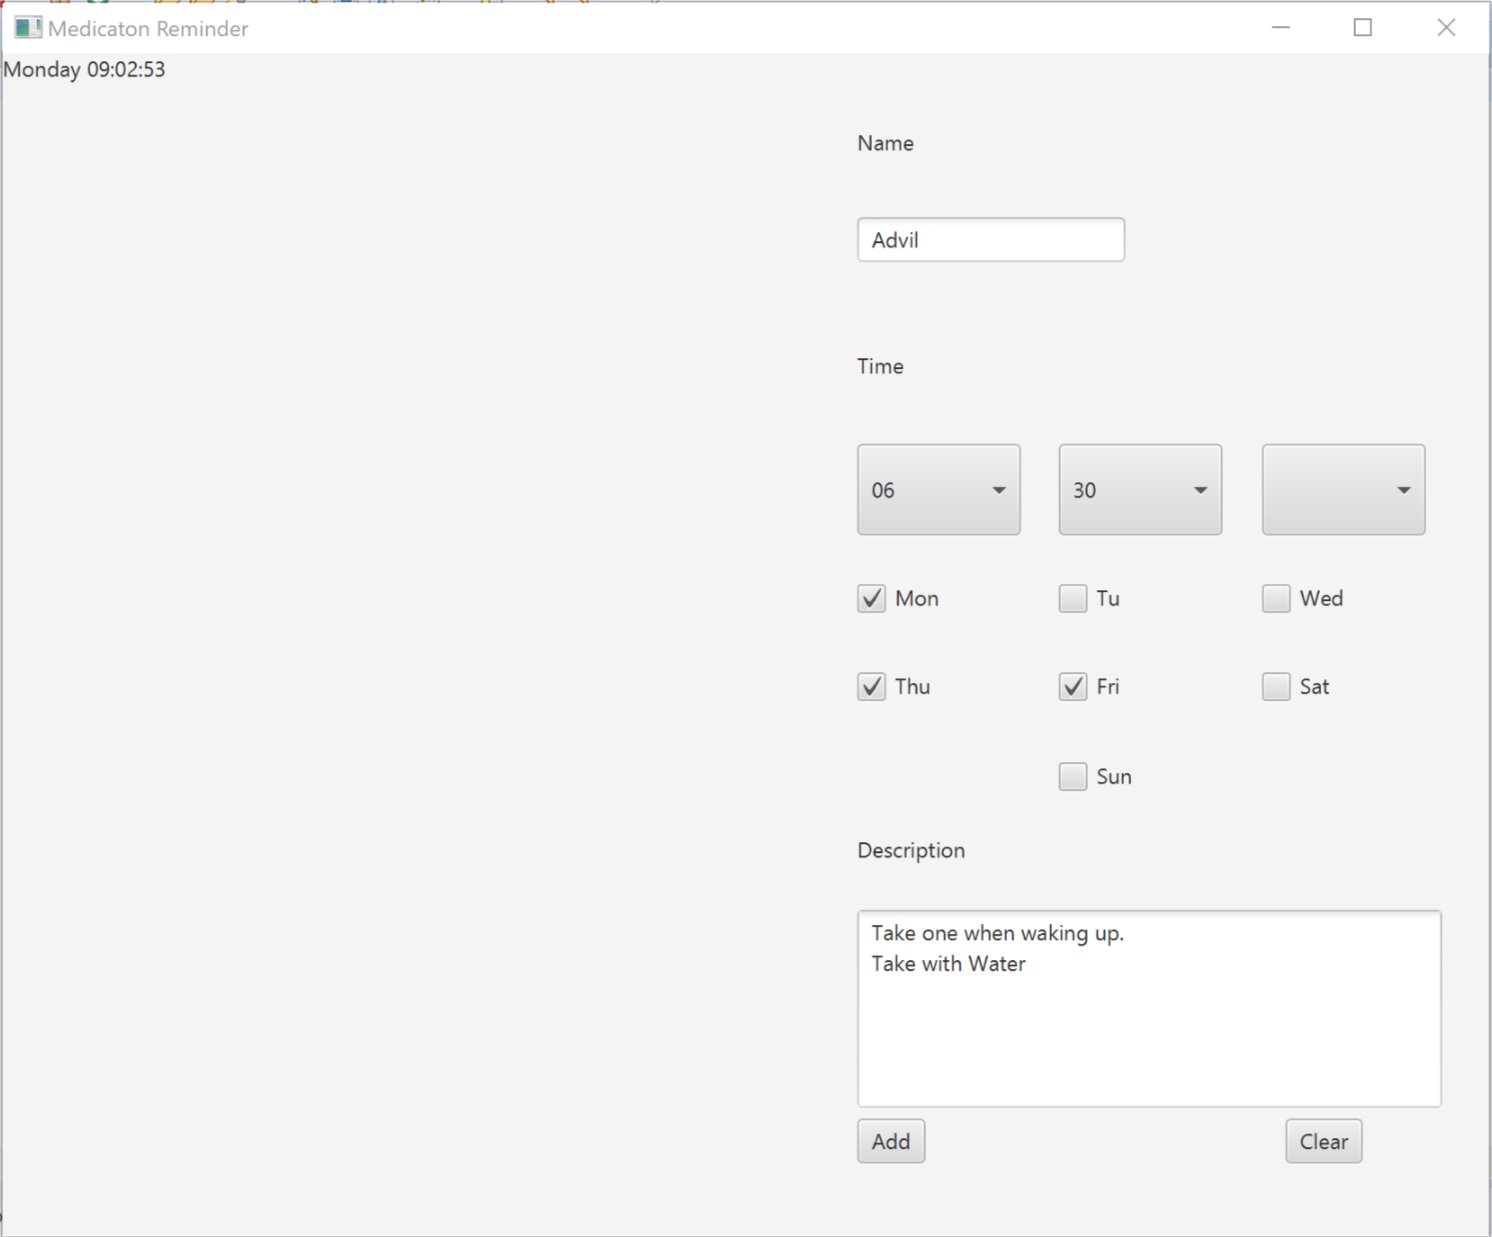 Medicaton Reminder
Monday 09:02:53
Name
Advil
Time
06 30
Mon Tu Wed
Thu Fri Sat
Sun
Description
Take one when waking up.
Take with Water
Add Clear